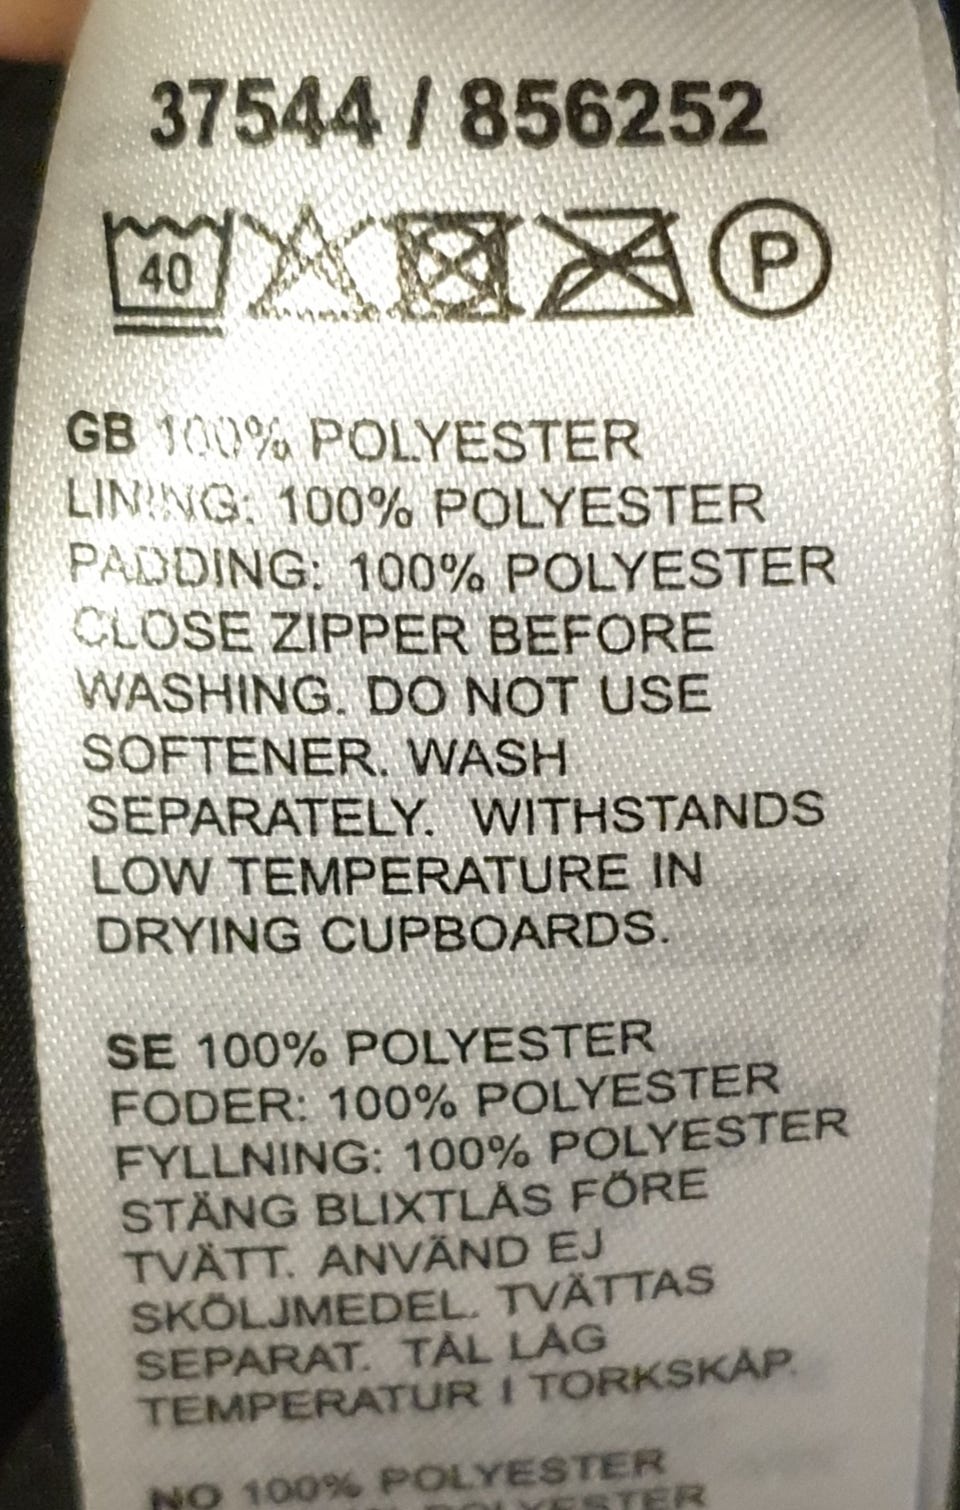 37544 / 856252
40 P
GB 100% POLYESTER
LINING: 100% POLYESTER
PADDING: 100% POLYESTER
CLOSE ZIPPER BEFORE
WASHING. DO NOT USE
SOFTENER. WASH
SEPARATELY. WITHSTANDS
LOW TEMPERATURE IN
DRYING CUPBOARDS.
SE 100% POLYESTER
FODER: 100% POLYESTER
FYLLNING: 100% POLYESTER
STÄNG BLIXTLÅS FÖRE
TVÄTT. ANVÄND EJ
SKÖLJMEDEL. TVÄTTAS
SEPARAT. TÅL LÅG
TEMPERATUR I TORKSKÅP.
NO 100% POLYESTER
POLYESTER